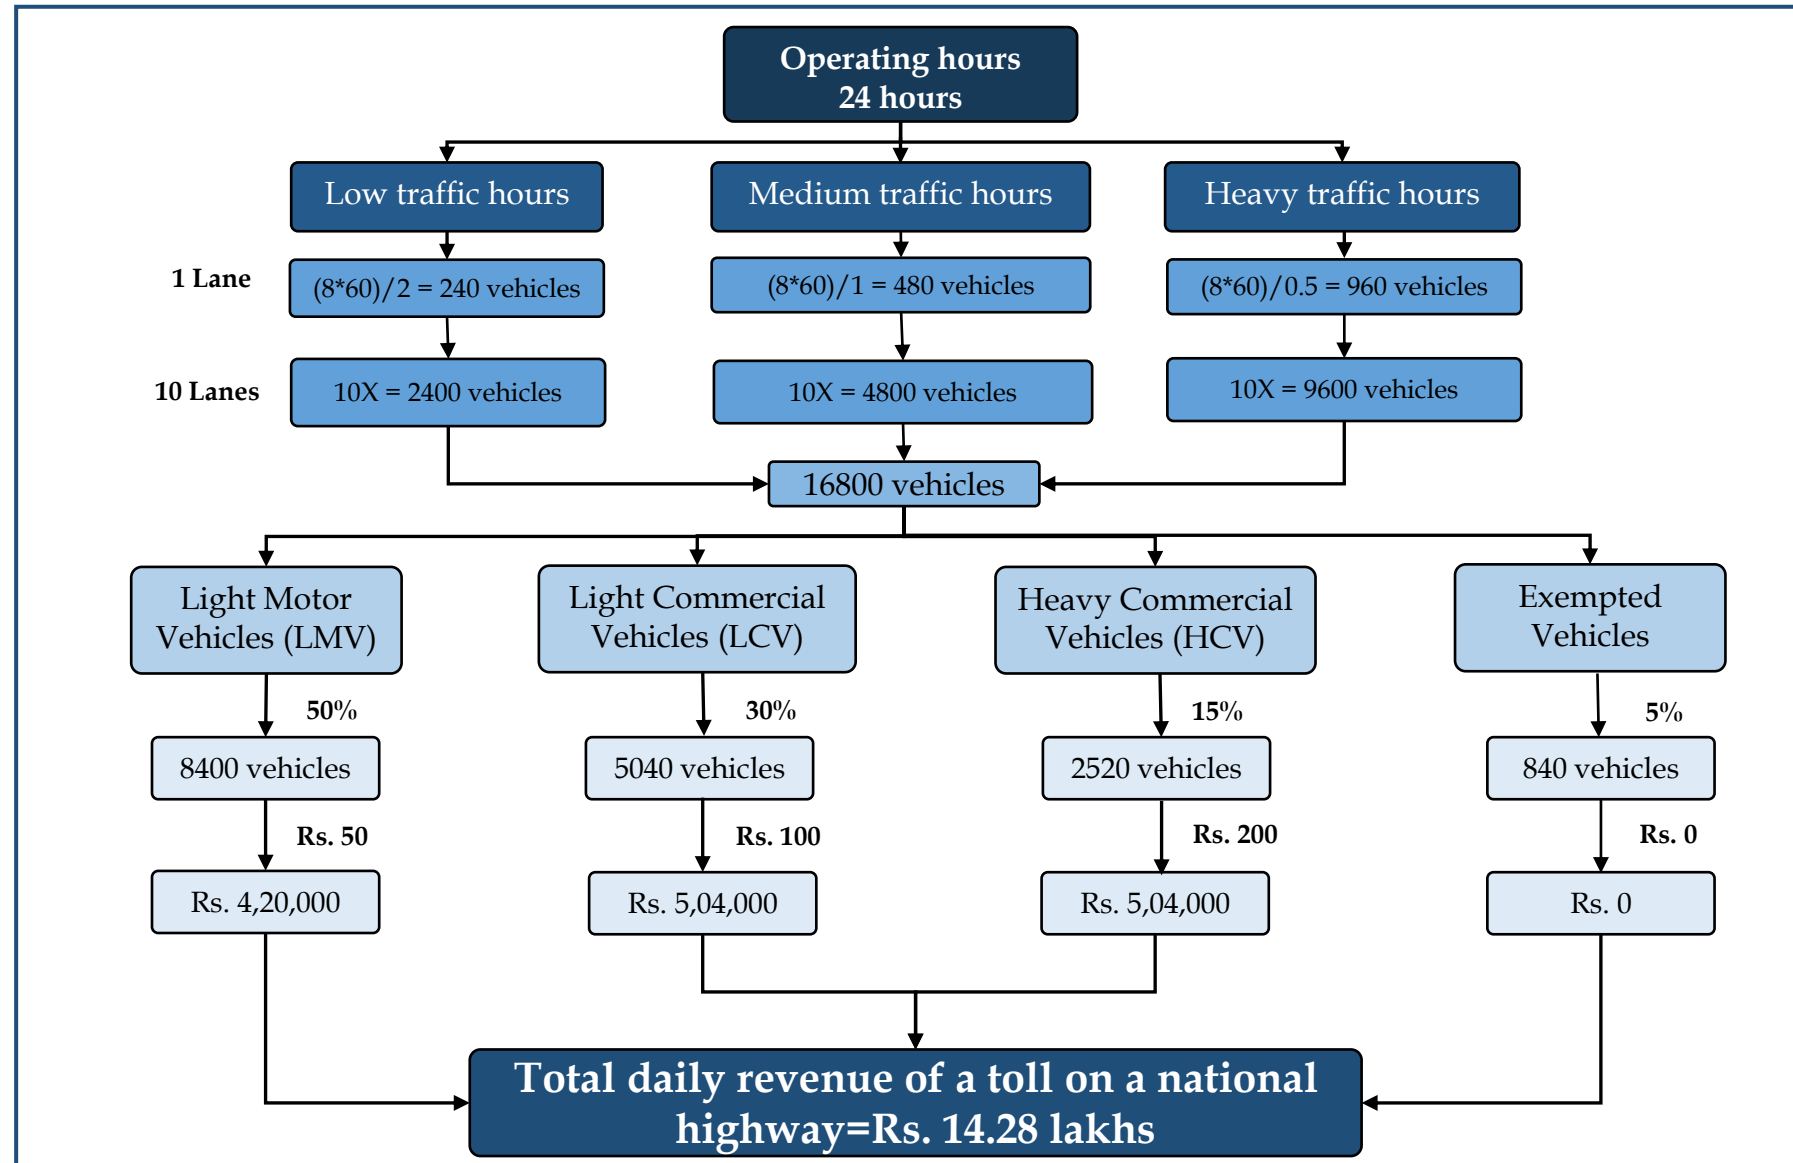 Operating hours
24 hours
Low traffic hours
Medium traffic hours
Heavy traffic hours
1 Lane
(8*60)/2 = 240 vehicles
(8*60)/1 = 480 vehicles
(8*60)/0.5 = 960 vehicles
10 Lanes
10X = 2400 vehicles
10X = 4800 vehicles
10X = 9600 vehicles
16800 vehicles
Light Motor
Vehicles (LMV)
Light Commercial
Vehicles (LCV)
Heavy Commercial
Vehicles (HCV)
Exempted
Vehicles
50%
30%
15%
5%
8400 vehicles
5040 vehicles
2520 vehicles
840 vehicles
Rs. 50
Rs. 100
Rs. 200
Rs. 0
Rs. 4,20,000
Rs. 5,04,000
Rs. 5,04,000
Rs. 0
Total daily revenue of a toll on a national
highway=Rs. 14.28 lakhs